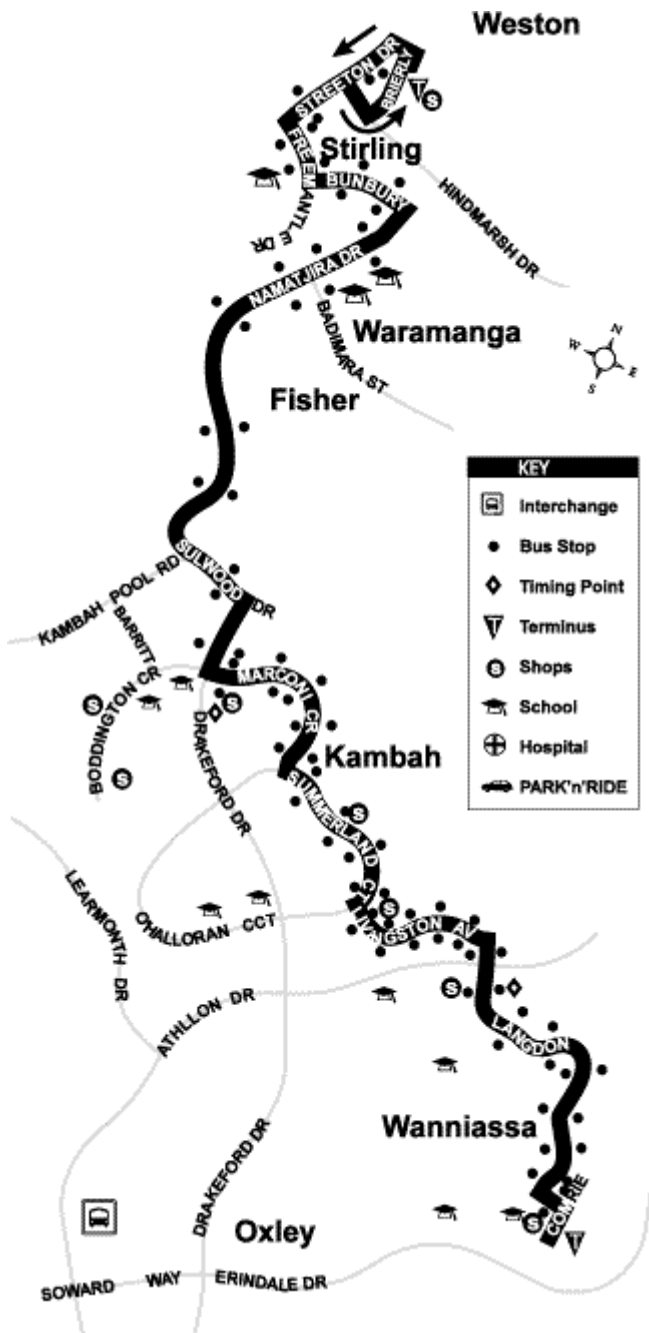 Weston
STREETON DR
BRIERLY
T
S
Stirling
FREEMANTLE DR
BUNBURY
HINDMARSH DR
NAMATJIRA DR
Waramanga
BADIMARA ST
N
W
E
S
Fisher
KEY
Interchange
Bus Stop
Timing Point
T Terminus
S Shops
School
Hospital
PARK'n'RIDE
SULWOOD DR
KAMBAH POOL RD
BARRITT
BODDINGTON CR
MARCONI CR
S
S
S
DRAKEFORD DR
Kambah
SUMMERLAND C
S
LEARMONTH DR
O'HALLORAN CCT
S
LIVINGSTON AV
ATHLLON DR
S
LANGDON
Wanniassa
DRAKEFORD DR
COMRIE
S
T
Oxley
SOWARD WAY
ERINDALE DR